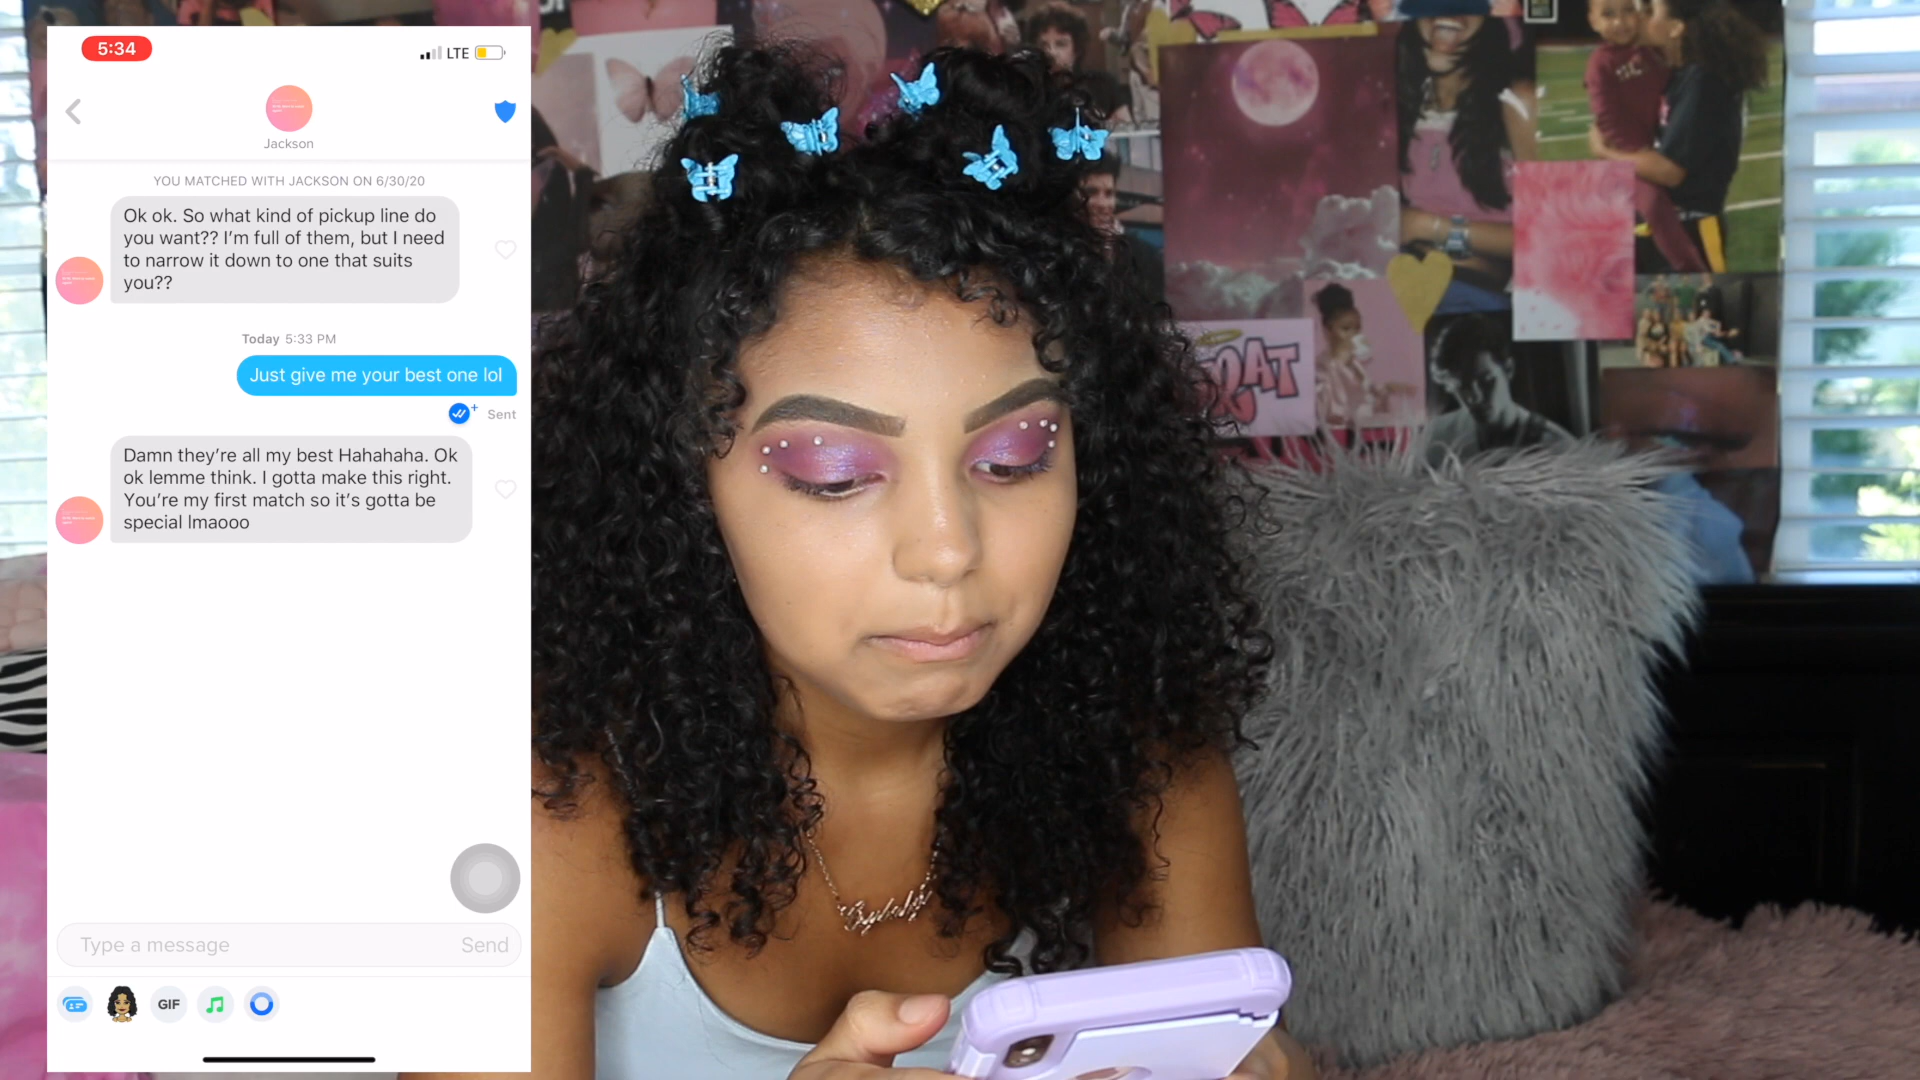 5:34
LTE
Jackson
YOU MATCHED WITH JACKSON ON 6/30/20
Ok ok. So what kind of pickup line do
you want?? I'm full of them, but I need
to narrow it down to one that suits
you??
Today 5:33 PM
Just give me your best one lol
Sent
Damn they're all my best Hahahaha. Ok
ok lemme think. I gotta make this right.
You're my first match so it's gotta be
special lmaooo
Type a message
Send
GIF